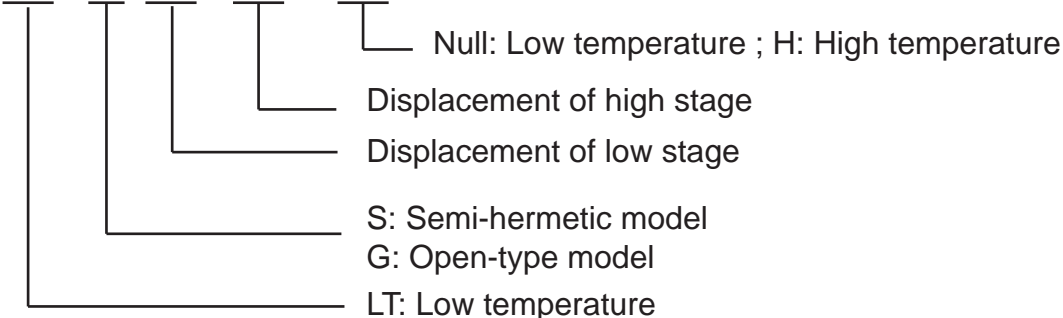 Null: Low temperature ; H: High temperature
Displacement of high stage
Displacement of low stage
S: Semi-hermetic model
G: Open-type model
LT: Low temperature